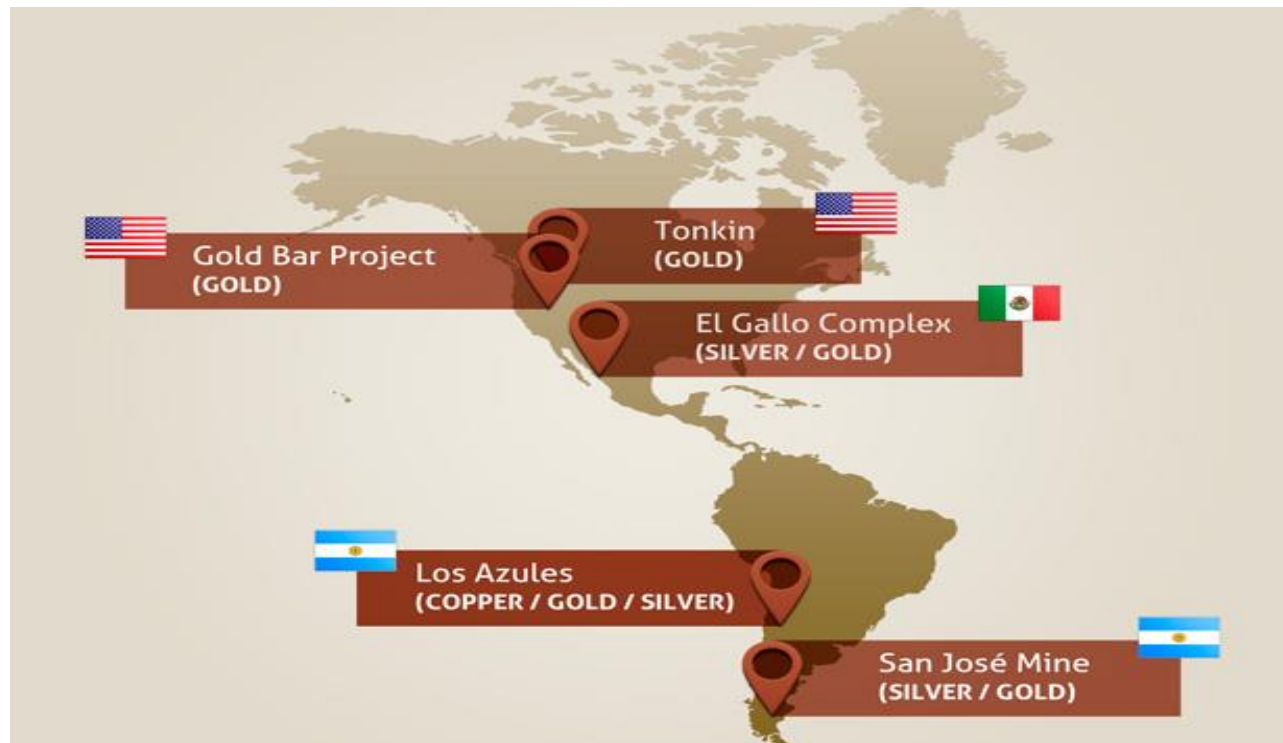 Tonkin
(GOLD)
Gold Bar Project
(GOLD)
El Gallo Complex
(SILVER / GOLD)
Los Azules
(COPPER / GOLD / SILVER)
San José Mine
(SILVER / GOLD)